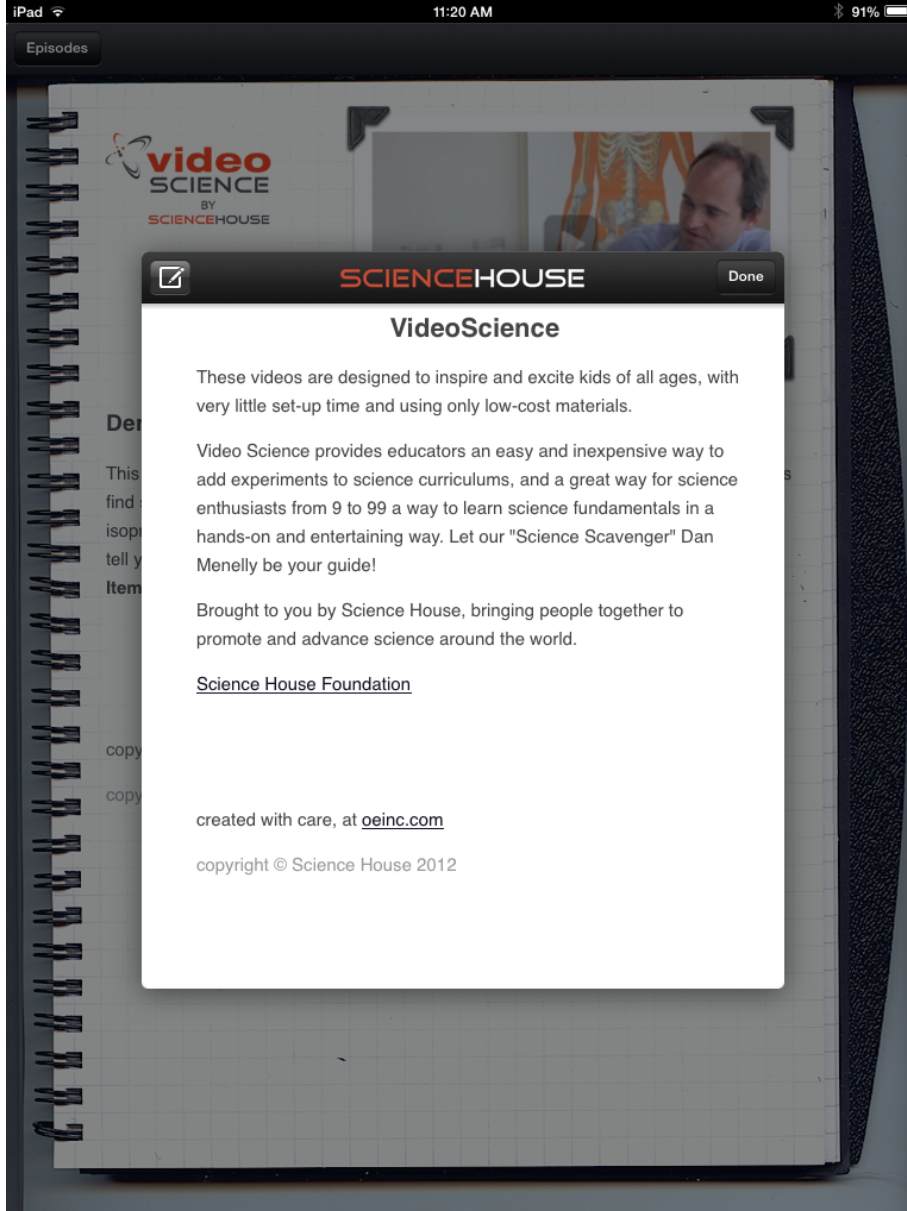 iPad 11:20 AM 91%
Episodes
video
SCIENCE
BY
SCIENCEHOUSE
SCIENCEHOUSE
Done
VideoScience
These videos are designed to inspire and excite kids of all ages, with
very little set-up time and using only low-cost materials.
Video Science provides educators an easy and inexpensive way to
add experiments to science curriculums, and a great way for science
enthusiasts from 9 to 99 a way to learn science fundamentals in a
hands-on and entertaining way. Let our "Science Scavenger" Dan
Menelly be your guide!
Brought to you by Science House, bringing people together to
promote and advance science around the world.
Science House Foundation
created with care, at oeinc.com
copyright © Science House 2012
This
find
tell